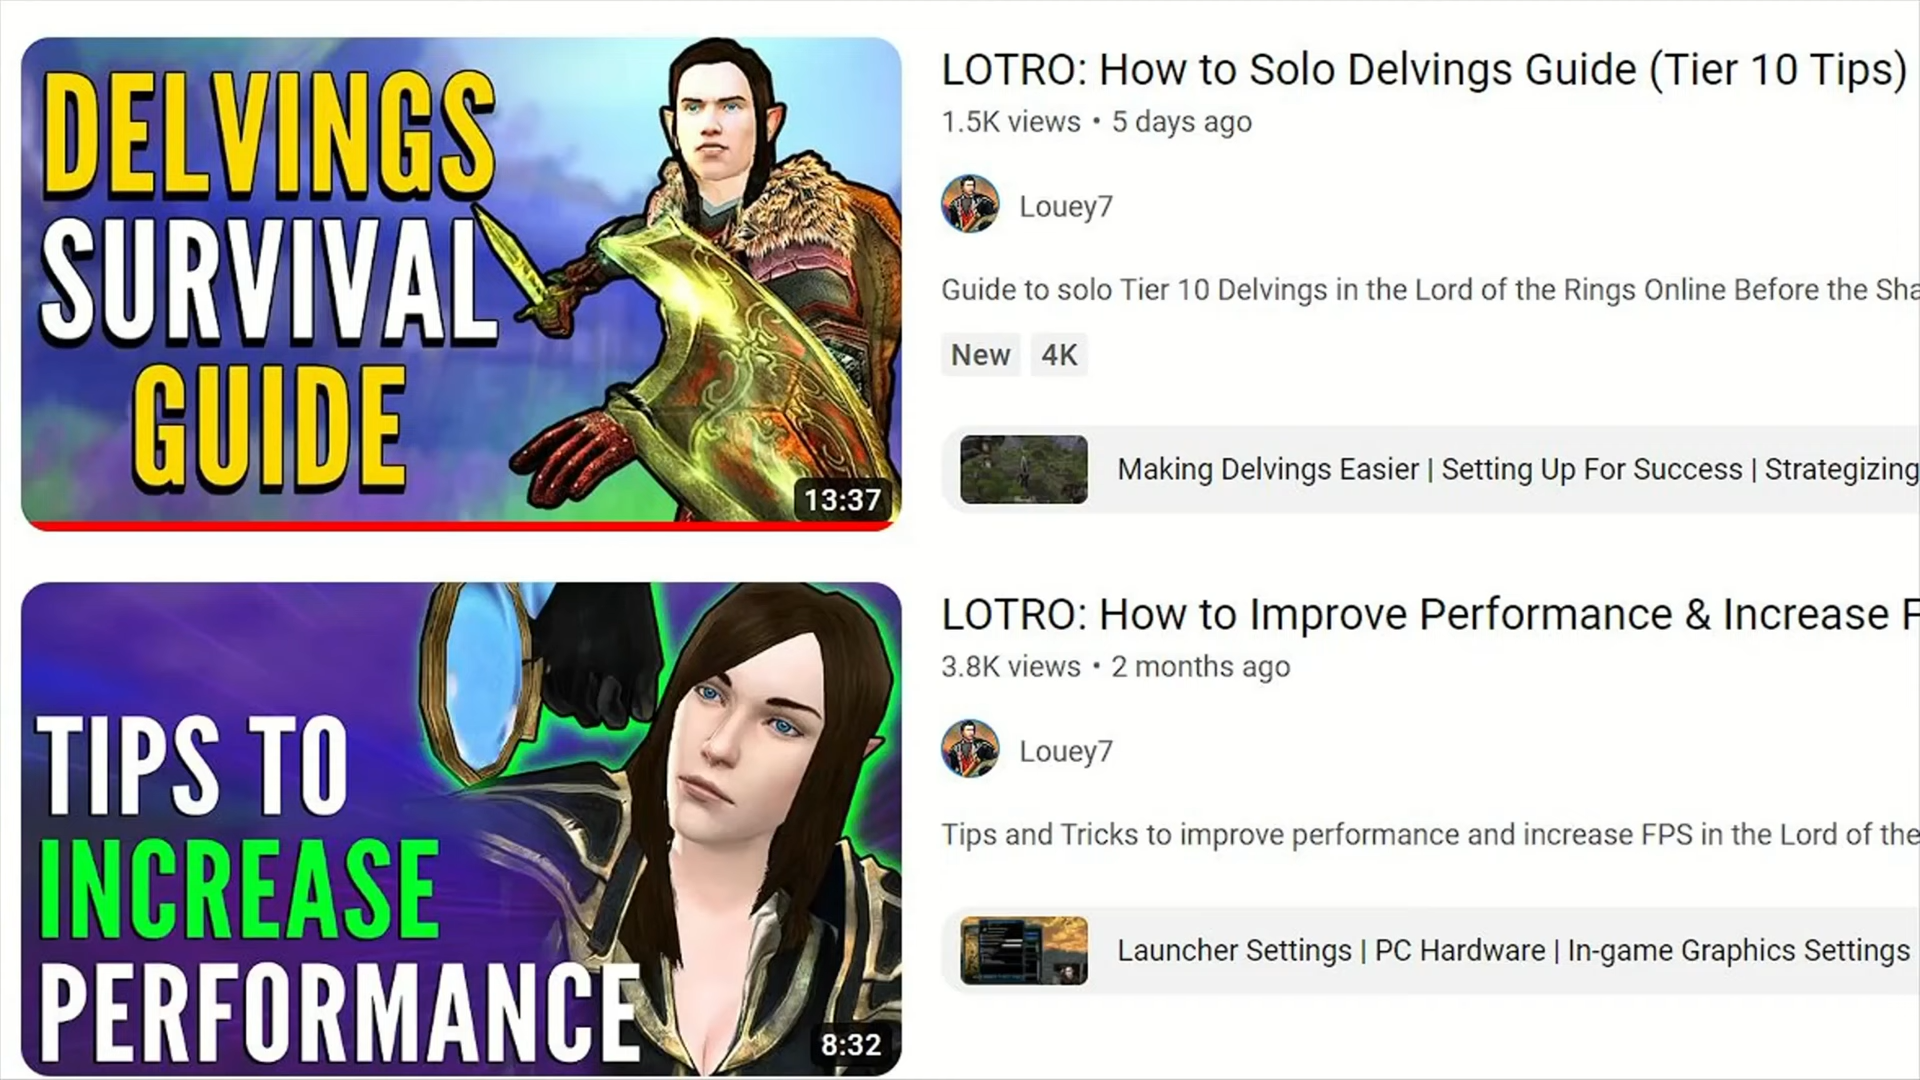 DELVINGS
SURVIVAL
GUIDE
13:37
LOTRO: How to Solo Delvings Guide (Tier 10 Tips)
1.5K views • 5 days ago
Louey7
Guide to solo Tier 10 Delvings in the Lord of the Rings Online Before the
New 4K
Making Delvings Easier | Setting Up For Success | Strategizing
TIPS TO
INCREASE
PERFORMANCE
8:32
LOTRO: How to Improve Performance & Increase
3.8K views • 2 months ago
Louey7
Tips and Tricks to improve performance and increase FPS in the Lord of the
Launcher Settings | PC Hardware | In-game Graphics Settings